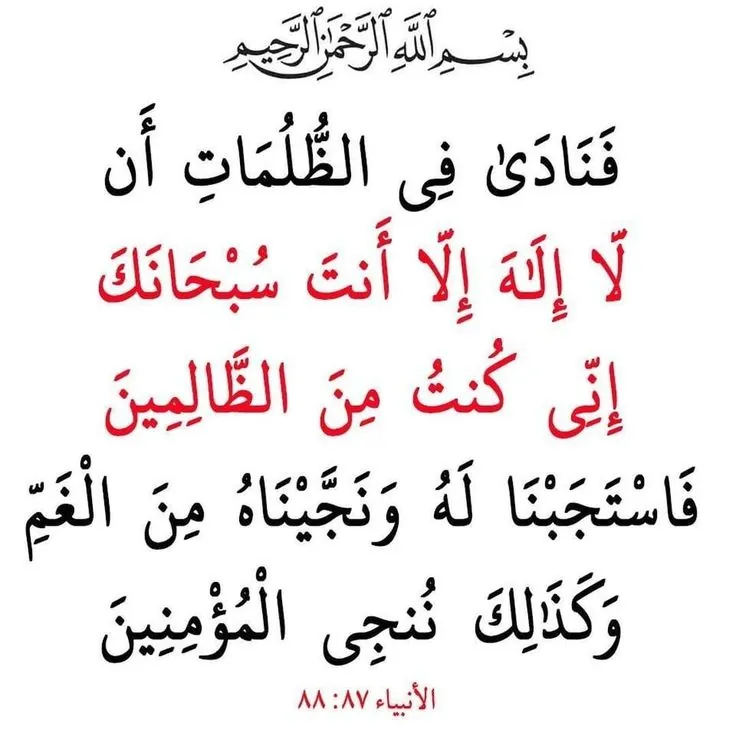 بِسْمِ ٱللَّهِ ٱلرَّحْمَٰنِ ٱلرَّحِيمِ
فَنَادَىٰ فِى الظُّلُمَاتِ أَن
لَّا إِلَٰهَ إِلَّا أَنتَ سُبْحَانَكَ
إِنِّى كُنتُ مِنَ الظَّالِمِينَ
فَاسْتَجَبْنَا لَهُ وَنَجَّيْنَاهُ مِنَ الْغَمِّ
وَكَذَٰلِكَ نُنجِى الْمُؤْمِنِينَ
الأنبياء ٨٧: ٨٨